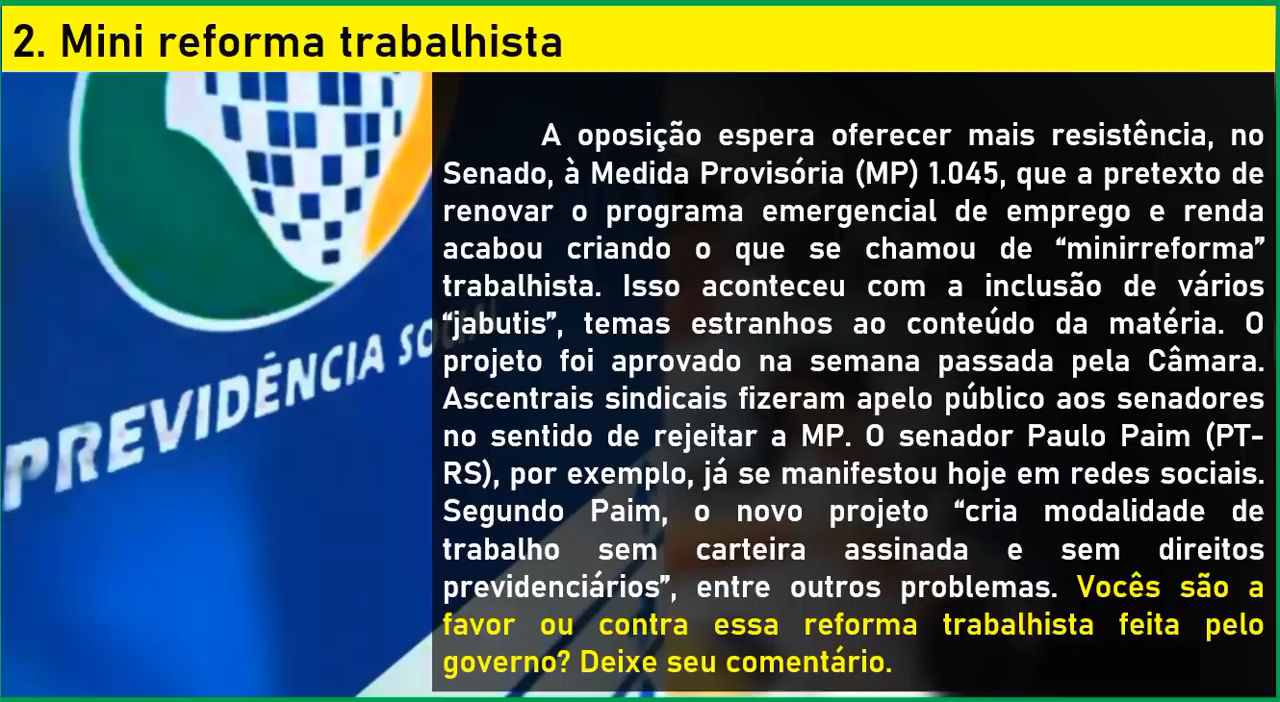 2. Mini reforma trabalhista
PREVIDÊNCIA
A oposição espera oferecer mais resistência, no
Senado, à Medida Provisória (MP) 1.045, que a pretexto de
renovar o programa emergencial de emprego e renda
acabou criando o que se chamou de “minirreforma”
trabalhista. Isso aconteceu com a inclusão de vários
“jabutis”, temas estranhos ao conteúdo da matéria. O
projeto foi aprovado na semana passada pela Câmara.
Ascentrais sindicais fizeram apelo público aos senadores
no sentido de rejeitar a MP. O senador Paulo Paim (PT-
RS), por exemplo, já se manifestou hoje em redes sociais.
Segundo Paim, o novo projeto “cria modalidade de
trabalho sem carteira assinada e sem direitos
previdenciários”, entre outros problemas. Vocês são a
favor ou contra essa reforma trabalhista feita pelo
governo? Deixe seu comentário.